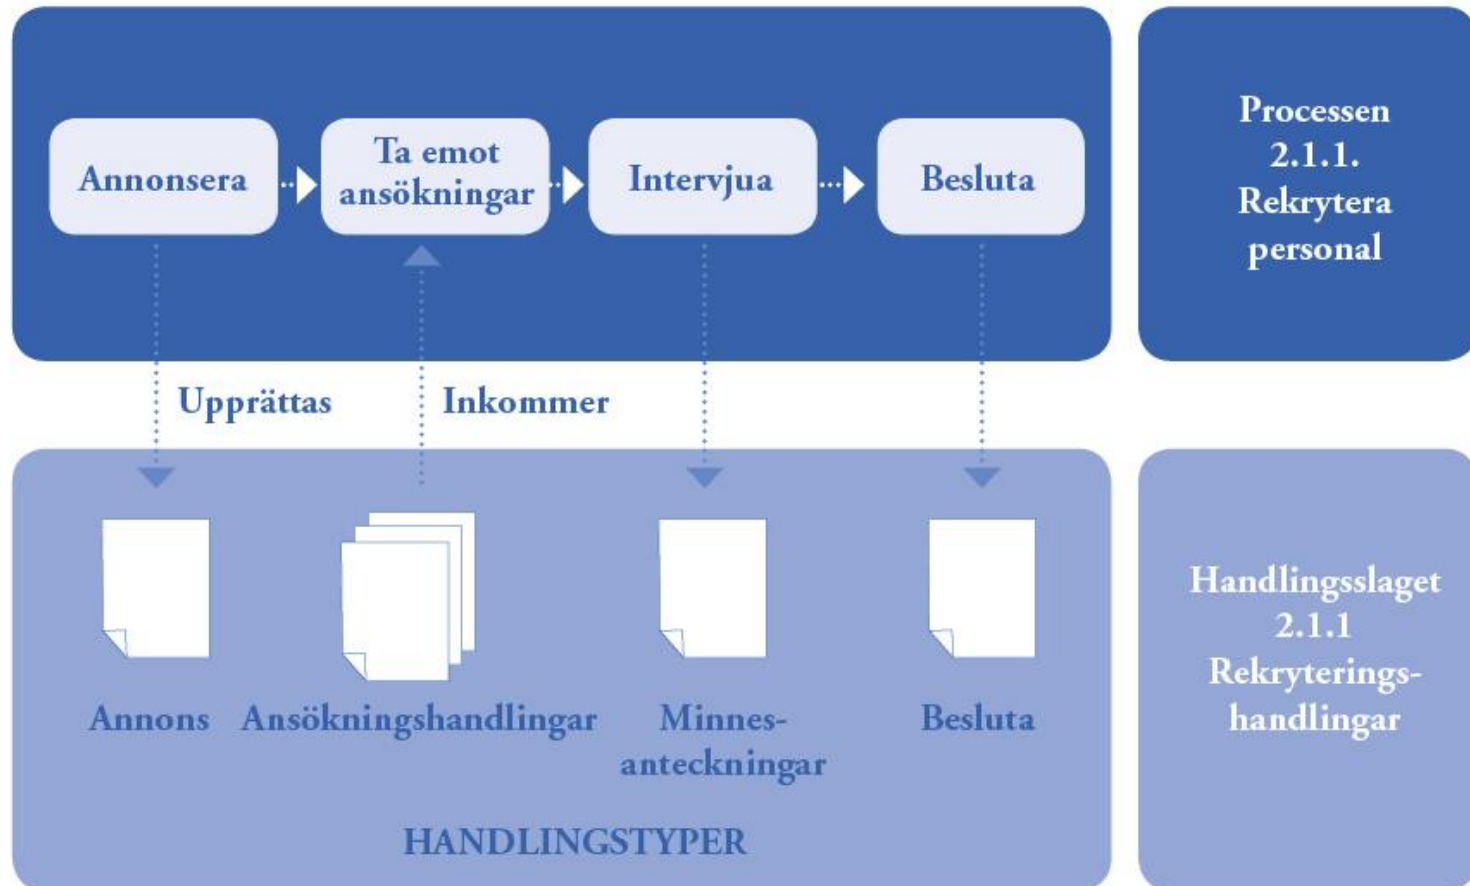 Annonsera
Ta emot
ansökningar
Intervjua
Besluta
Processen
2.1.1.
Rekrytera
personal
Upprättas
Inkommer
Annons
Ansökningshandlingar
Minnes-
anteckningar
Besluta
HANDLINGSTYPER
Handlingsslaget
2.1.1
Rekryterings-
handlingar